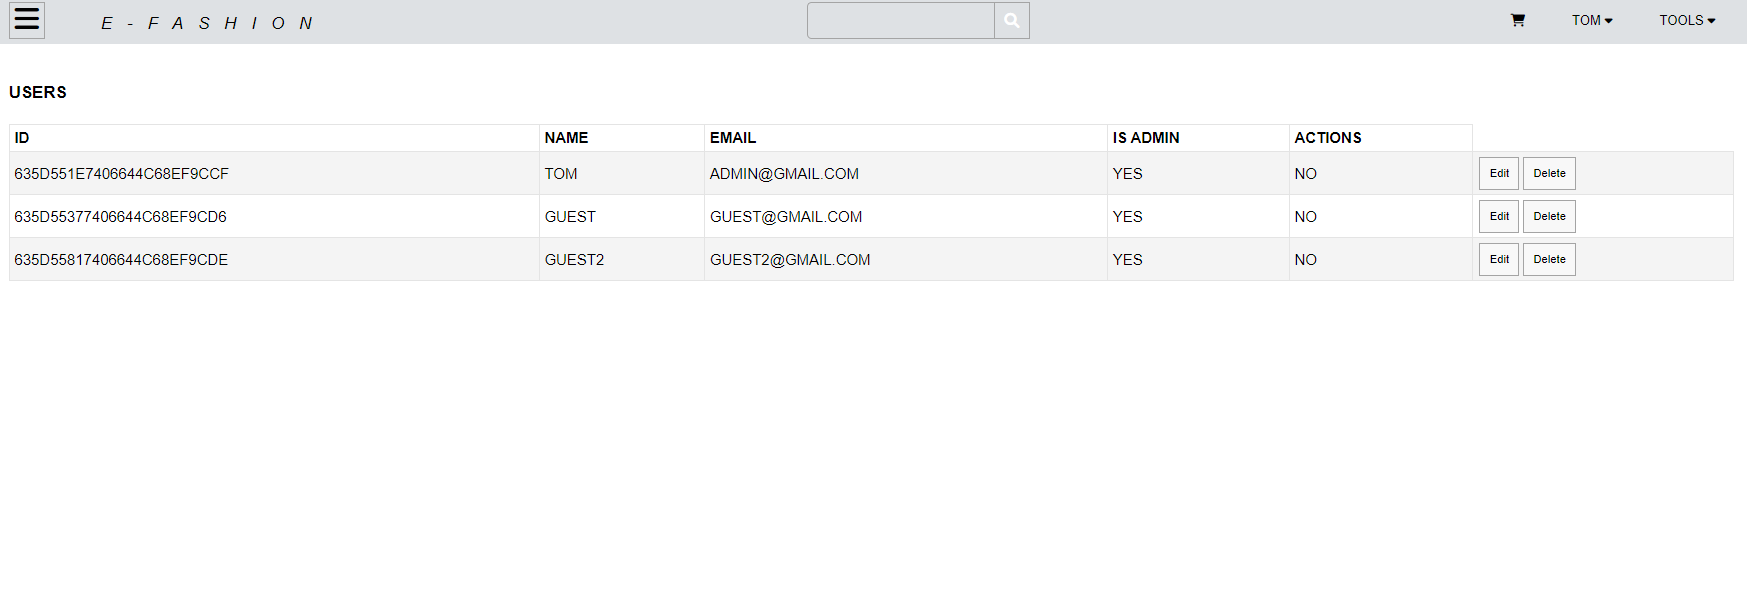 E - F A S H I O N TOM TOOLS
USERS
ID NAME EMAIL IS ADMIN ACTIONS
635D551E7406644C68EF9CCF TOM ADMIN@GMAIL.COM YES NO Edit Delete
635D55377406644C68EF9CD6 GUEST GUEST@GMAIL.COM YES NO Edit Delete
635D55817406644C68EF9CDE GUEST2 GUEST2@GMAIL.COM YES NO Edit Delete